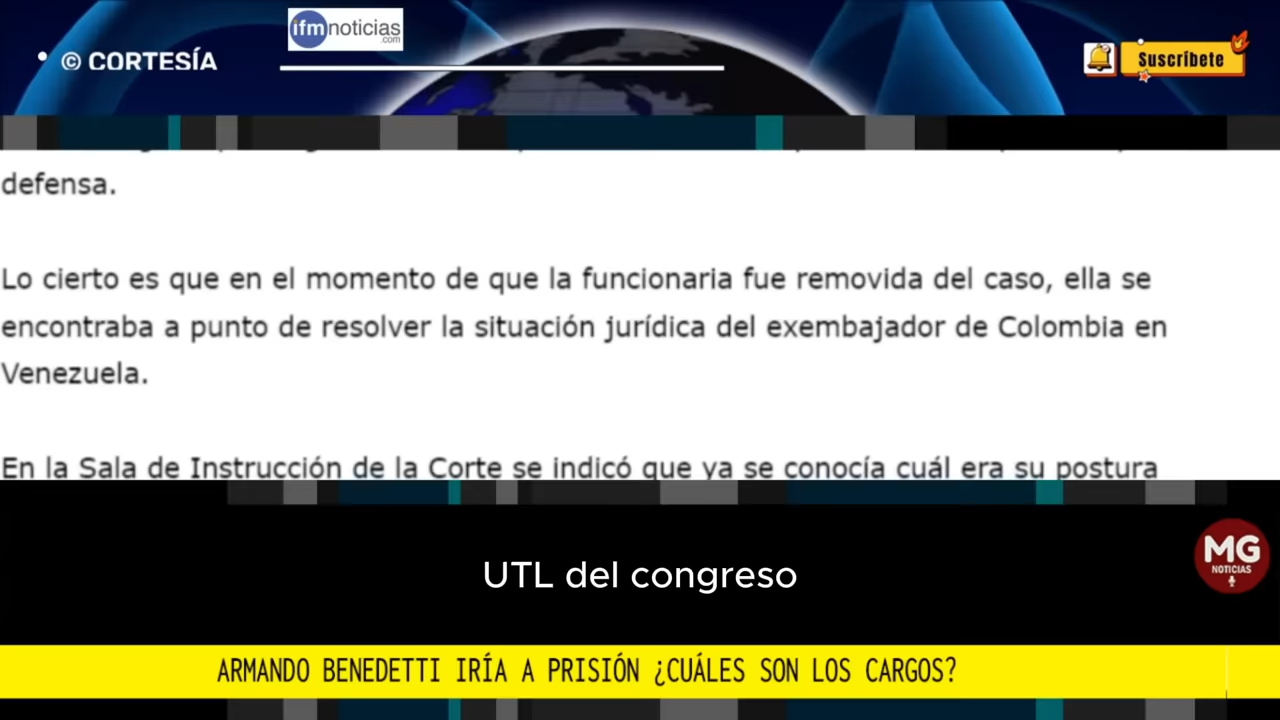 ifmnoticias
.com
© CORTESÍA
Suscríbete
defensa.
Lo cierto es que en el momento de que la funcionaria fue removida del caso, ella se
encontraba a punto de resolver la situación jurídica del exembajador de Colombia en
Venezuela.
En la Sala de Instrucción de la Corte se indicó que ya se conocía cuál era su postura
UTL del congreso
MG
NOTICIAS
ARMANDO BENEDETTI IRÍA A PRISIÓN ¿CUÁLES SON LOS CARGOS?